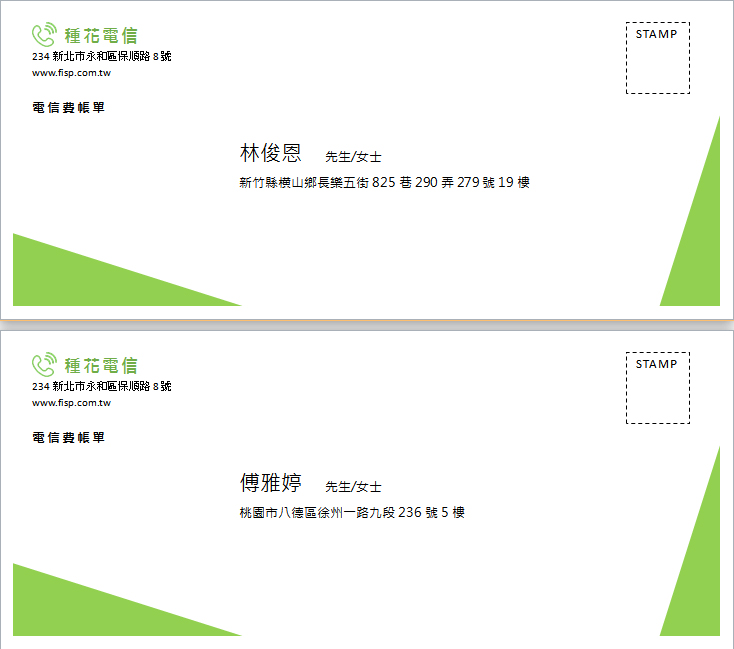 種花電信
STAMP
234 新北市永和區保順路 8 號
www.fisp.com.tw
電信費帳單
林俊恩 先生/女士
新竹縣橫山鄉長樂五街 825 巷 290 弄 279 號 19 樓
種花電信
STAMP
234 新北市永和區保順路 8 號
www.fisp.com.tw
電信費帳單
傅雅婷 先生/女士
桃園市八德區徐州一路九段 236 號 5 樓